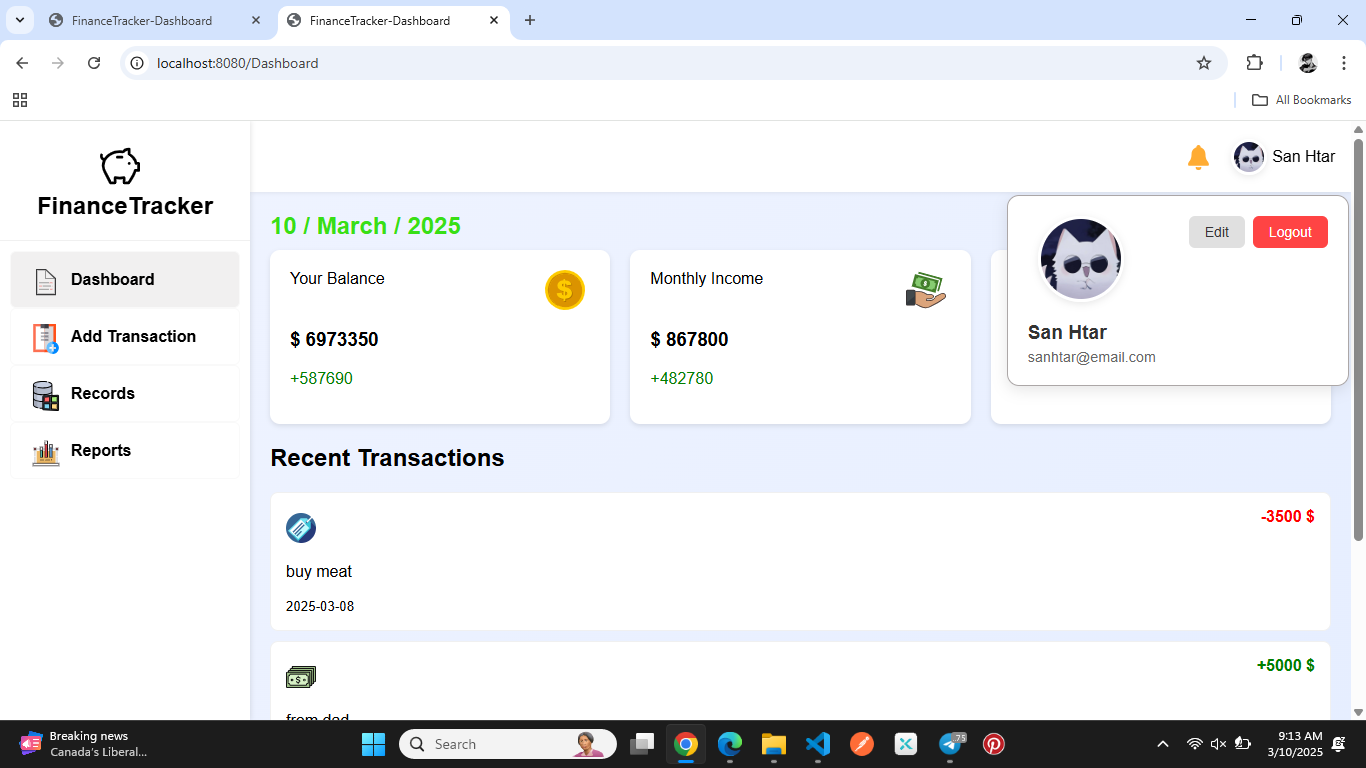 FinanceTracker-Dashboard
FinanceTracker-Dashboard
localhost:8080/Dashboard
All Bookmarks
FinanceTracker
San Htar
Dashboard
Add Transaction
Records
Reports
10 / March / 2025
Your Balance
$ 6973350
+587690
Monthly Income
$ 867800
+482780
Edit
Logout
San Htar
sanhtar@email.com
Recent Transactions
-3500 $
buy meat
2025-03-08
+5000 $
from dad
Breaking news
Canada's Liberal...
Search
75
9:13 AM
3/10/2025